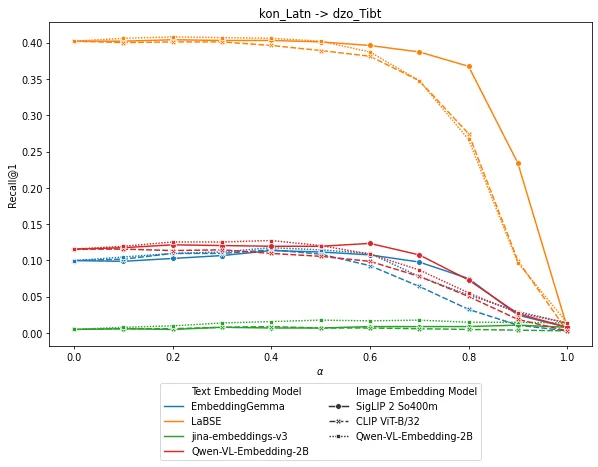 kon_Latn -> dzo_Tibt
Recall@1
0.40
0.35
0.30
0.25
0.20
0.15
0.10
0.05
0.00
0.0 0.2 0.4 0.6 0.8 1.0
α
Text Embedding Model Image Embedding Model
EmbeddingGemma SigLIP 2 So400m
LaBSE CLIP ViT-B/32
jina-embeddings-v3 Qwen-VL-Embedding-2B
Qwen-VL-Embedding-2B